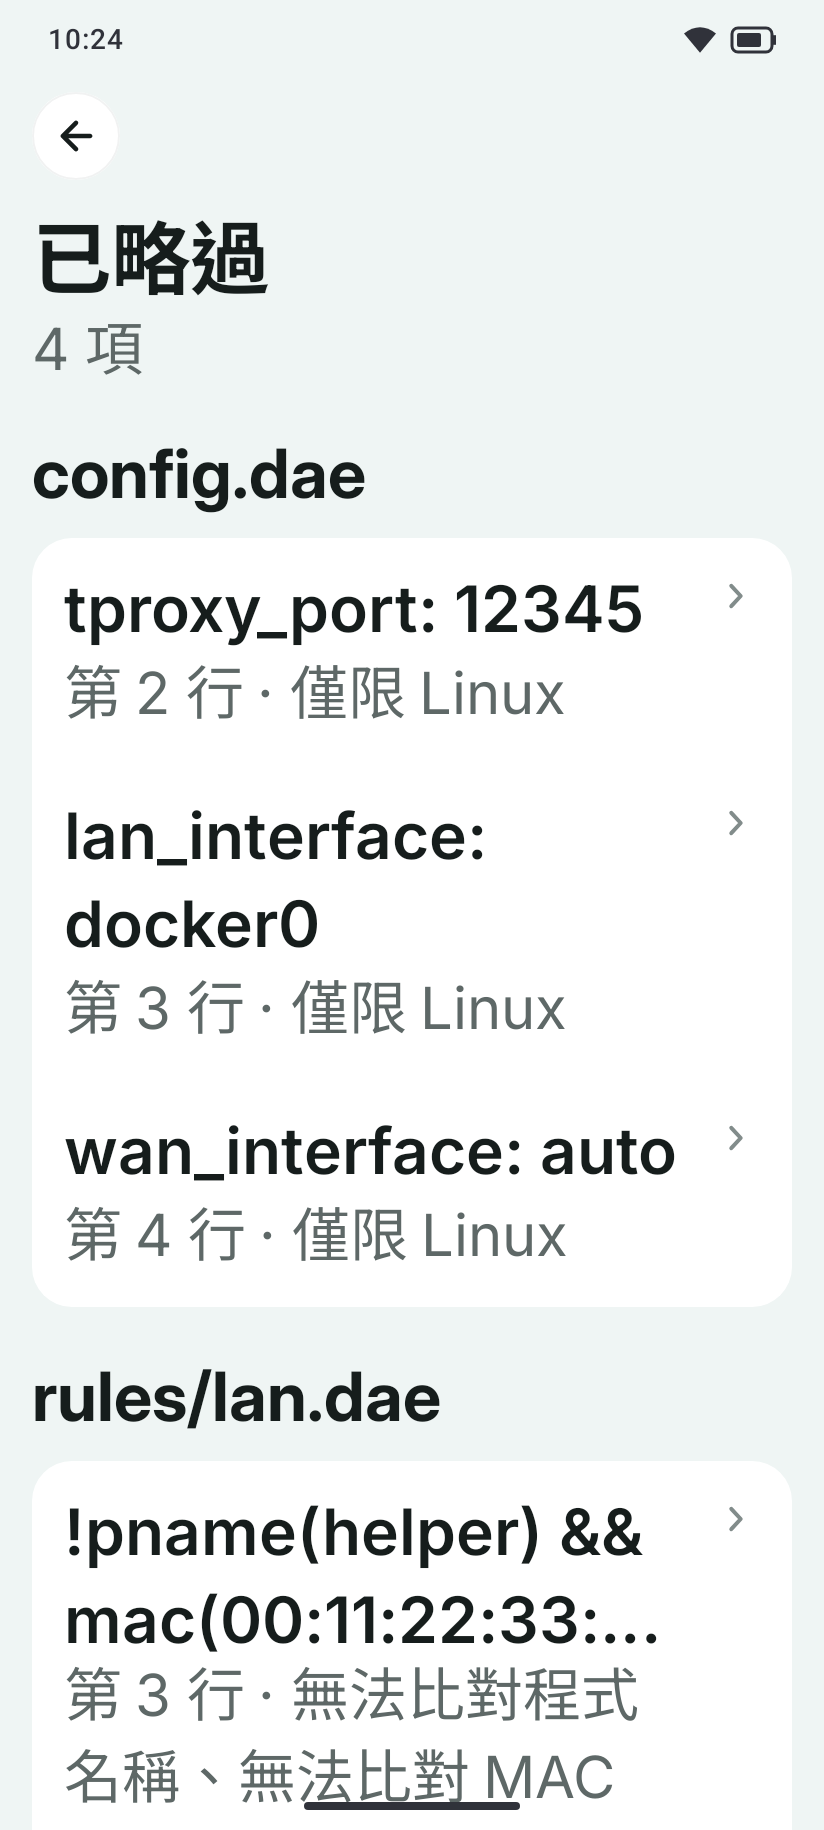 10:24
已略過
4 項
config.dae
tproxy_port: 12345
第 2 行 · 僅限 Linux
lan_interface:
docker0
第 3 行 · 僅限 Linux
wan_interface: auto
第 4 行 · 僅限 Linux
rules/lan.dae
!pname(helper) &&
mac(00:11:22:33:...
第 3 行 · 無法比對程式
名稱、無法比對 MAC